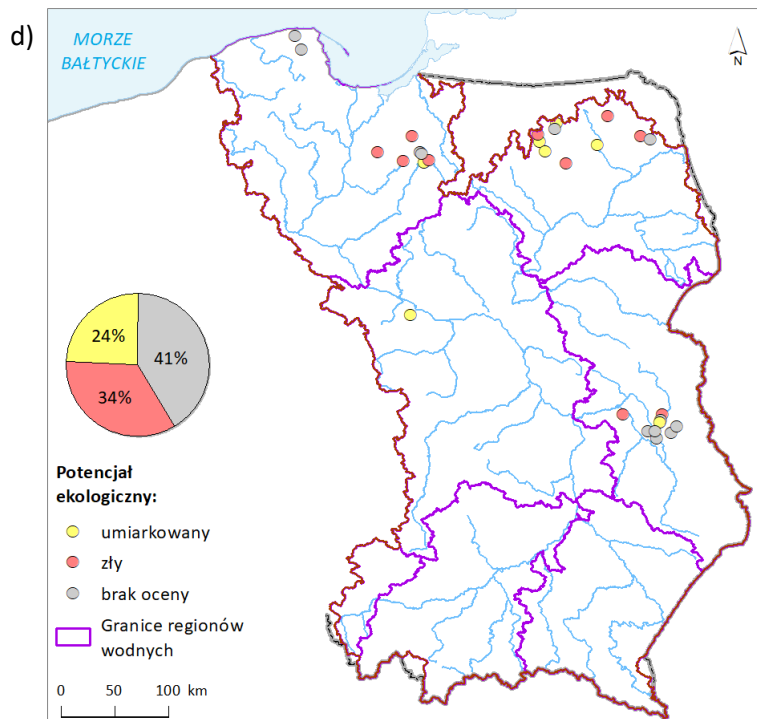 d)
MORZE
BAŁTYCKIE
N
24%
41%
34%
Potencjał
ekologiczny:
umiarkowany
zły
brak oceny
Granice regionów
wodnych
0 50 100 km